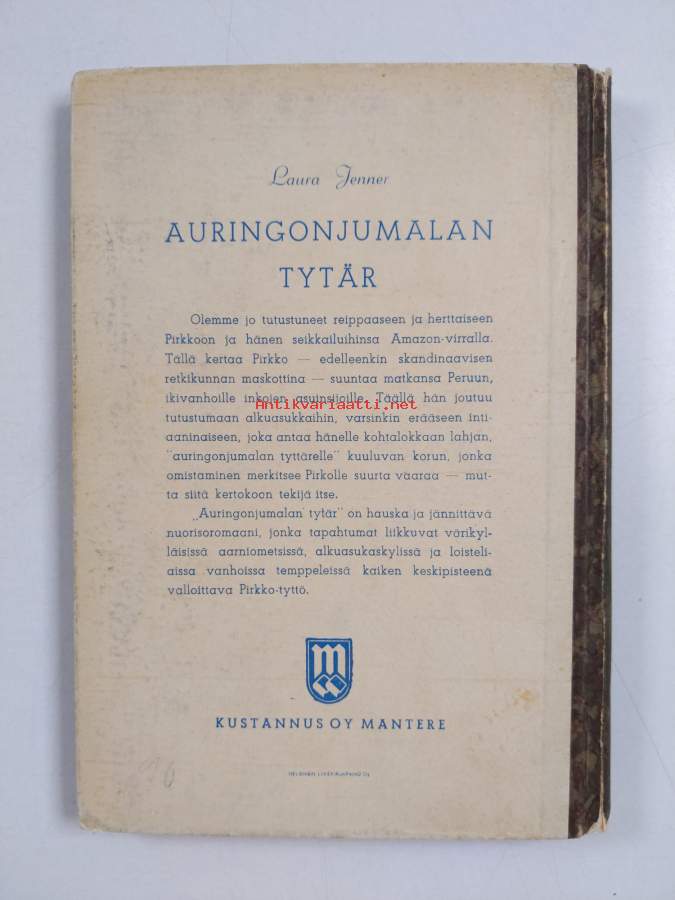 Laura Jenner
AURINGONJUMALAN
TYTÄR
Olemme jo tutustuneet reippaaseen ja herttaiseen
Pirkkoon ja hänen seikkailuihinsa Amazon-virralla.
Tällä kertaa Pirkko — edelleenkin skandinaavisen
retkikunnan maskottina — suuntaa matkansa Peruun,
ikivanhoille inkojen asuinsijoille. Täällä hän joutuu
Antikvariaatti.net
tutustumaan alkuasukkaihin, varsinkin erääseen inti-
aaninaiseen, joka antaa hänelle kohtalokkaan lahjan,
"auringonjumalan tyttärelle" kuuluvan korun, jonka
omistaminen merkitsee Pirkolle suurta vaaraa — mut-
ta siitä kertokoon tekijä itse.
„Auringonjumalan tytär" on hauska ja jännittävä
nuorisoromaani, jonka tapahtumat liikkuvat värikyl-
läisissä aarniometsissä, alkuasukaskylissä ja loisteli-
aissa vanhoissa temppeleissä kaiken keskipisteenä
valloittava Pirkko-tyttö.
KUSTANNUS OY MANTERE